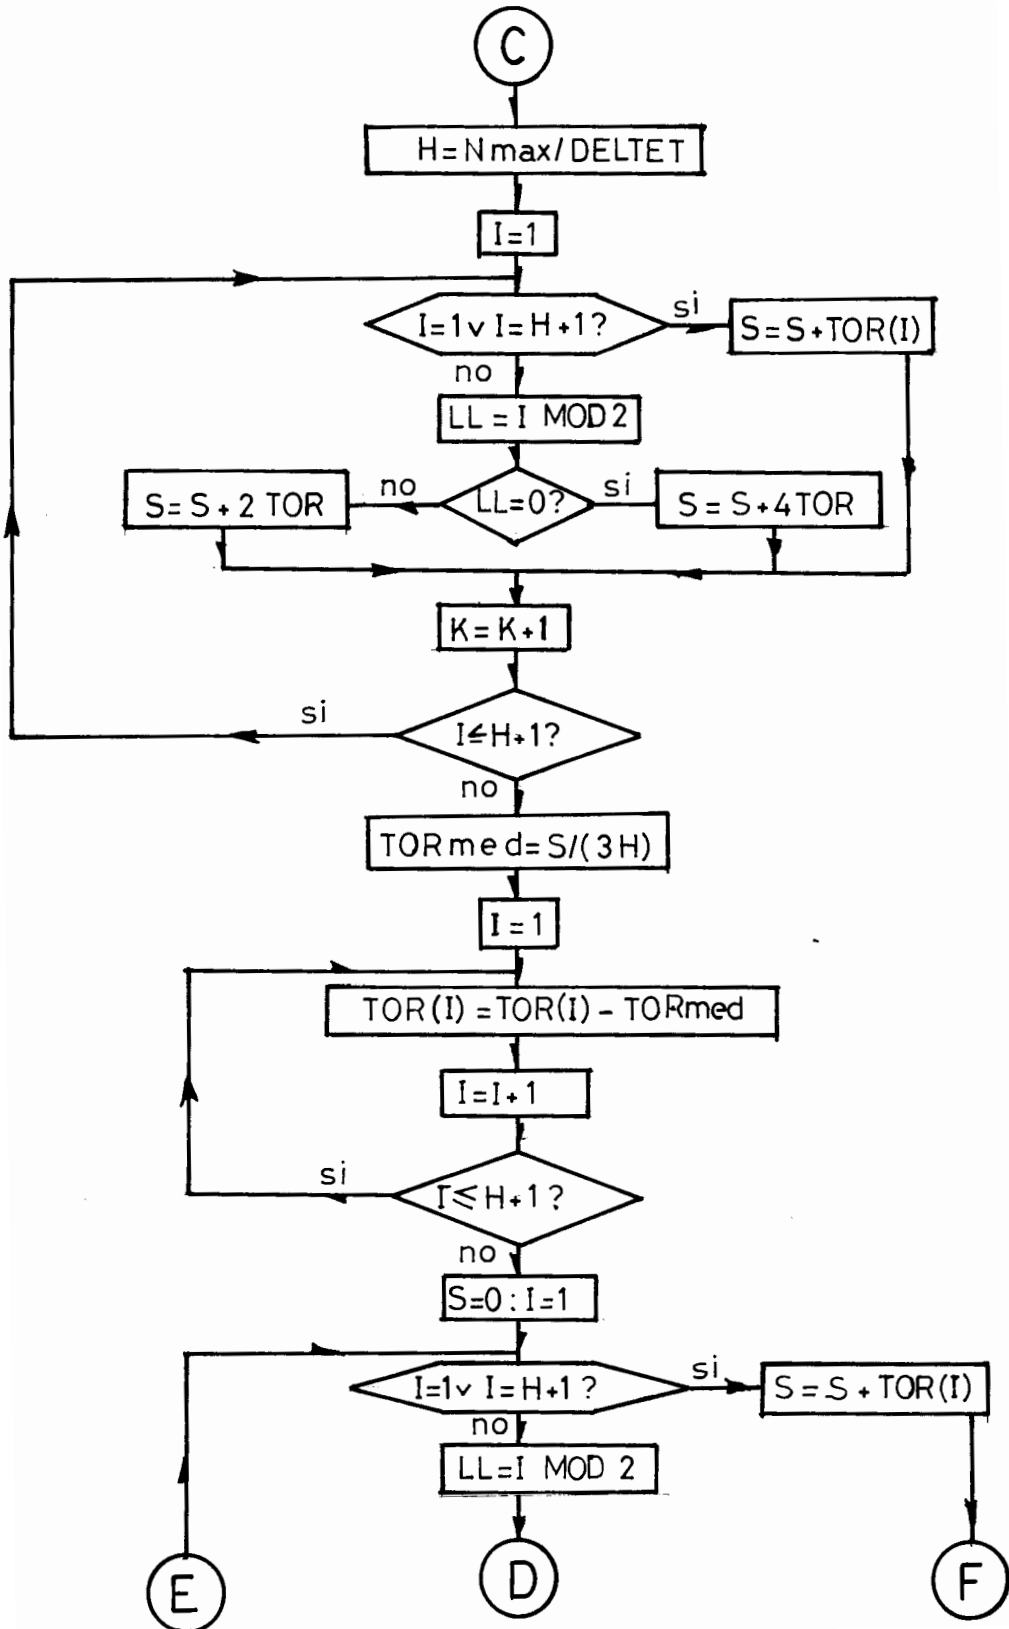 C
H=Nmax/DELTET
I=1
I=1 v I=H+1?
si
S=S+TOR(I)
no
LL=I MOD2
S=S+2 TOR
no
LL=0?
si
S=S+4TOR
K=K+1
si
I≤H+1?
no
TORmed=S/(3H)
I=1
TOR(I)=TOR(I)-TORmed
I=I+1
si
I≤H+1?
no
S=0:I=1
I=1 v I=H+1?
si
S=S+TOR(I)
no
LL=I MOD 2
E
D
F